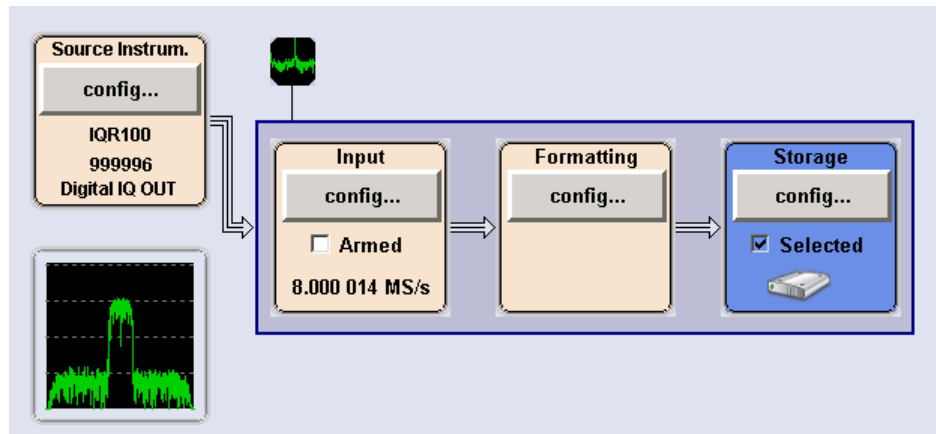 Source Instrum.
config...
IQR100
999996
Digital IQ OUT
Input
config...
Armed
8.000 014 MS/s
Formatting
config...
Storage
config...
Selected